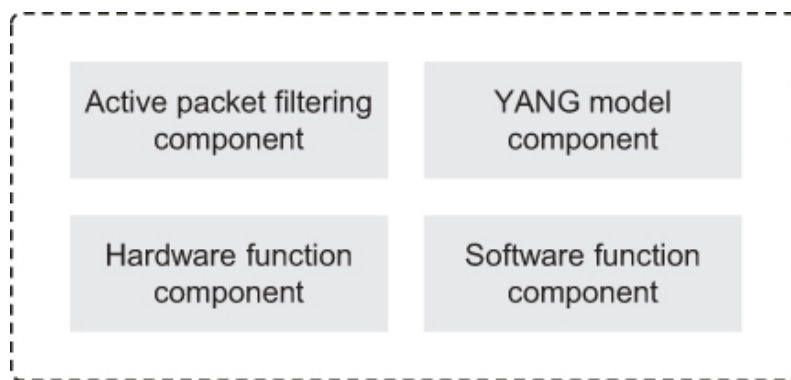 Active packet filtering
component
YANG model
component
Hardware function
component
Software function
component